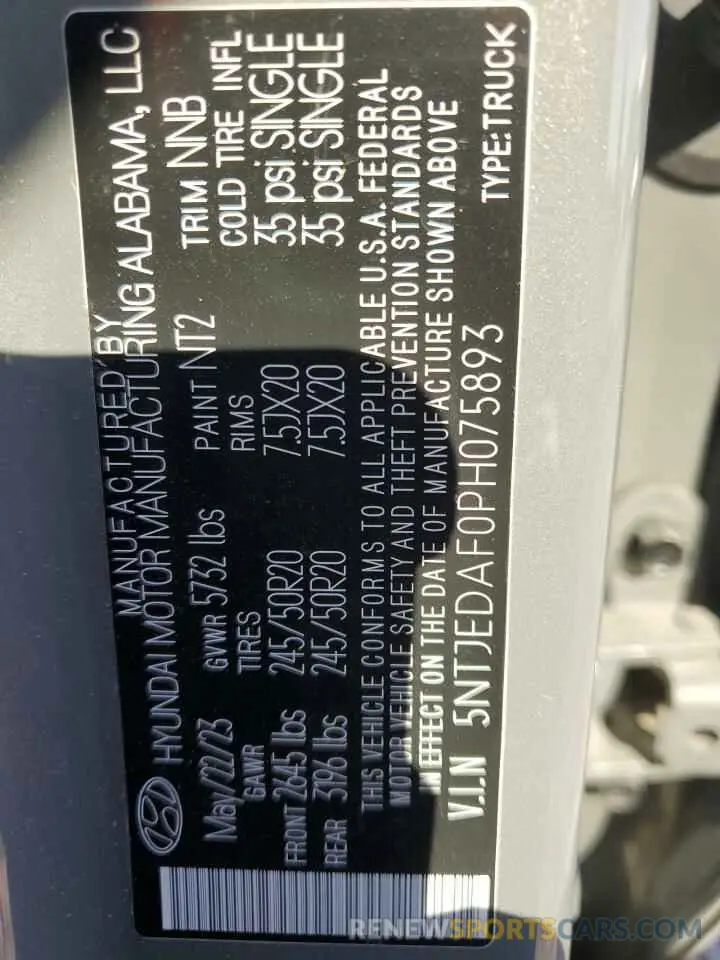 MANUFACTURED BY
HYUNDAI MOTOR MANUFACTURING ALABAMA, LLC
May/22/23 GVWR 5732 lbs PAINT NT2 TRIM NNB
GAWR TIRES RIMS COLD TIRE INFL
FRONT 2645 lbs 245/50R20 7.5JX20 35 psi SINGLE
REAR 3196 lbs 245/50R20 7.5JX20 35 psi SINGLE
THIS VEHICLE CONFORMS TO ALL APPLICABLE U.S.A. FEDERAL
MOTOR VEHICLE SAFETY AND THEFT PREVENTION STANDARDS
IN EFFECT ON THE DATE OF MANUFACTURE SHOWN ABOVE
V.I.N 5NTJEDAF0PH075893 TYPE: TRUCK
RENEWSPORTSCARS.COM